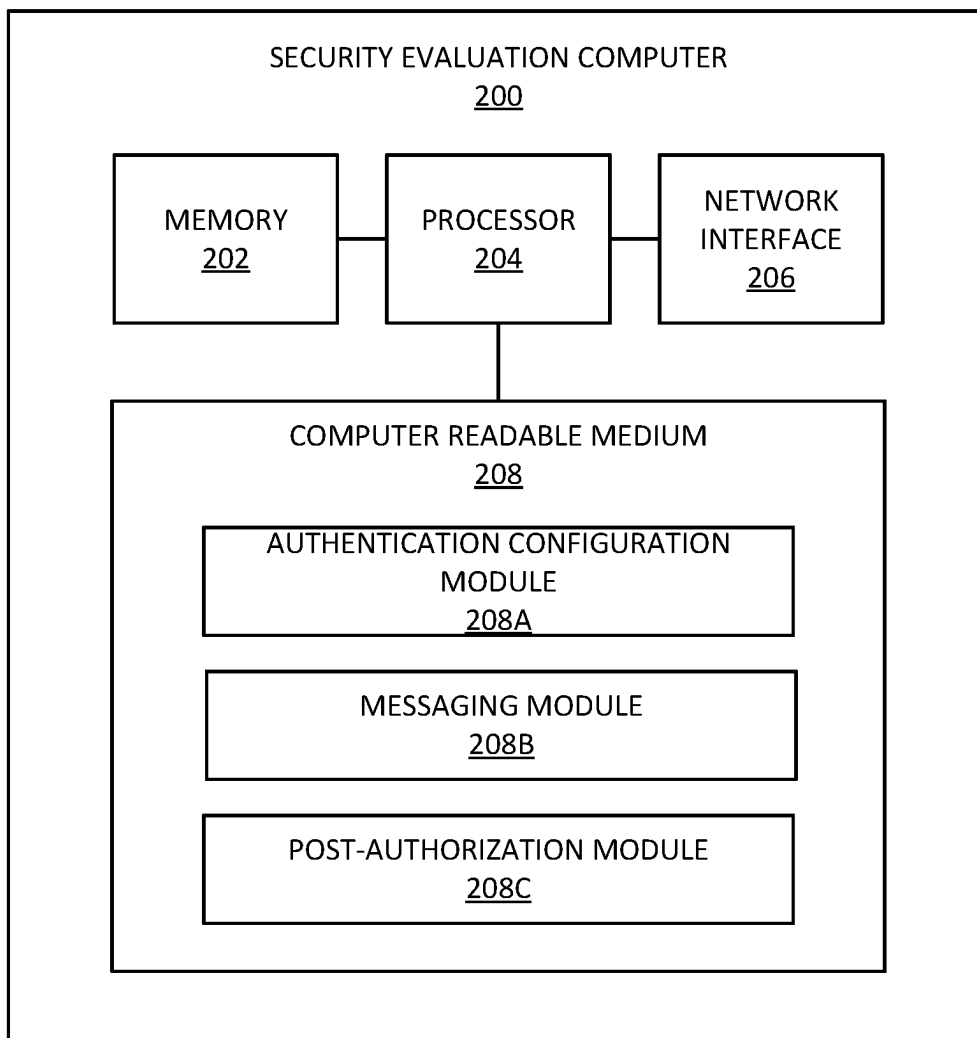 SECURITY EVALUATION COMPUTER
200
MEMORY
202
PROCESSOR
204
NETWORK
INTERFACE
206
COMPUTER READABLE MEDIUM
208
AUTHENTICATION CONFIGURATION
MODULE
208A
MESSAGING MODULE
208B
POST-AUTHORIZATION MODULE
208C